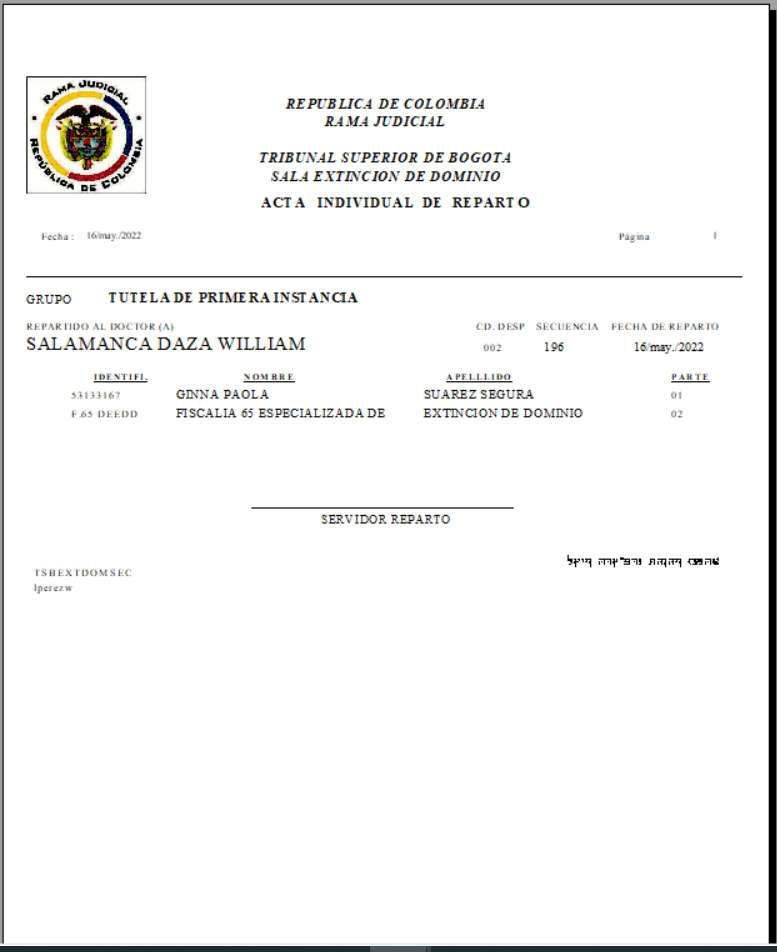 RAMA JUDICIAL
REPÚBLICA DE COLOMBIA
REPUBLICA DE COLOMBIA
RAMA JUDICIAL
TRIBUNAL SUPERIOR DE BOGOTA
SALA EXTINCION DE DOMINIO
ACTA INDIVIDUAL DE REPARTO
Fecha : 16/may./2022 Página 1
GRUPO TUTELA DE PRIMERA INSTANCIA
REPARTIDO AL DOCTOR (A) CD. DESP SECUENCIA FECHA DE REPARTO
SALAMANCA DAZA WILLIAM 002 196 16/may./2022
IDENTIFI. NOMBRE APELLLIDO PARTE
53133167 GINNA PAOLA SUAREZ SEGURA 01
F.65 DEEDD FISCALIA 65 ESPECIALIZADA DE EXTINCION DE DOMINIO 02
SERVIDOR REPARTO
TSBEXTDOMSEC
lperezw